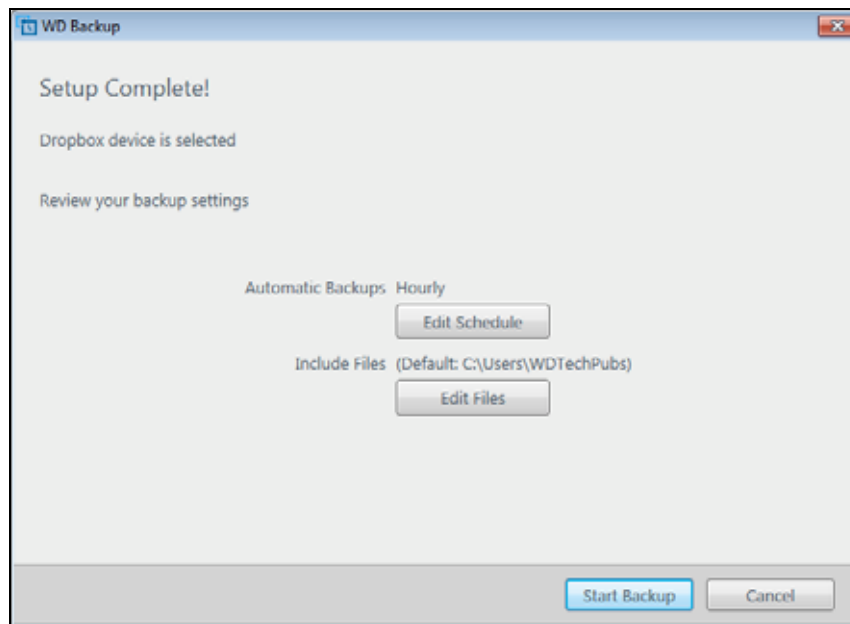 WD Backup
Setup Complete!
Dropbox device is selected
Review your backup settings
Automatic Backups Hourly
Edit Schedule
Include Files (Default: C:\Users\WDTechPubs)
Edit Files
Start Backup Cancel